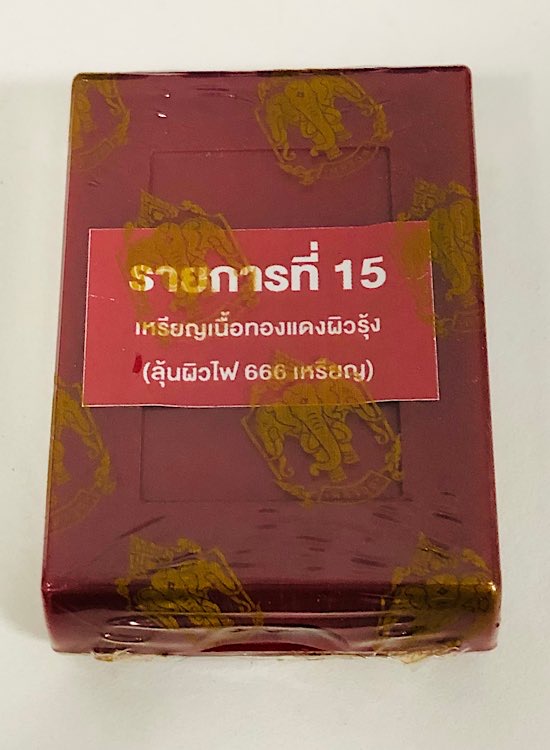 รายการที่ 15
เหรียญเนื้อทองแดงผิวรุ้ง
(ลุ้นผิวไฟ 666 เหรียญ)